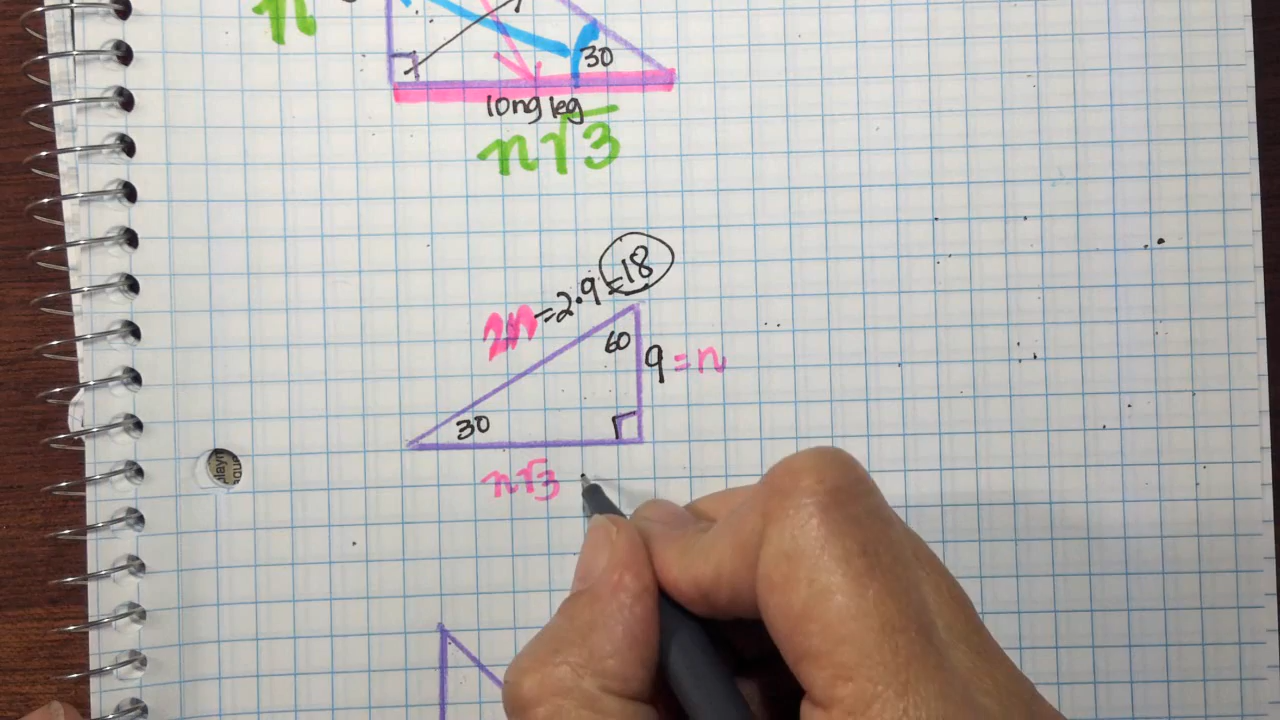 n
30
long leg
n√3
2n=2·9=18
60
9=n
30
n√3